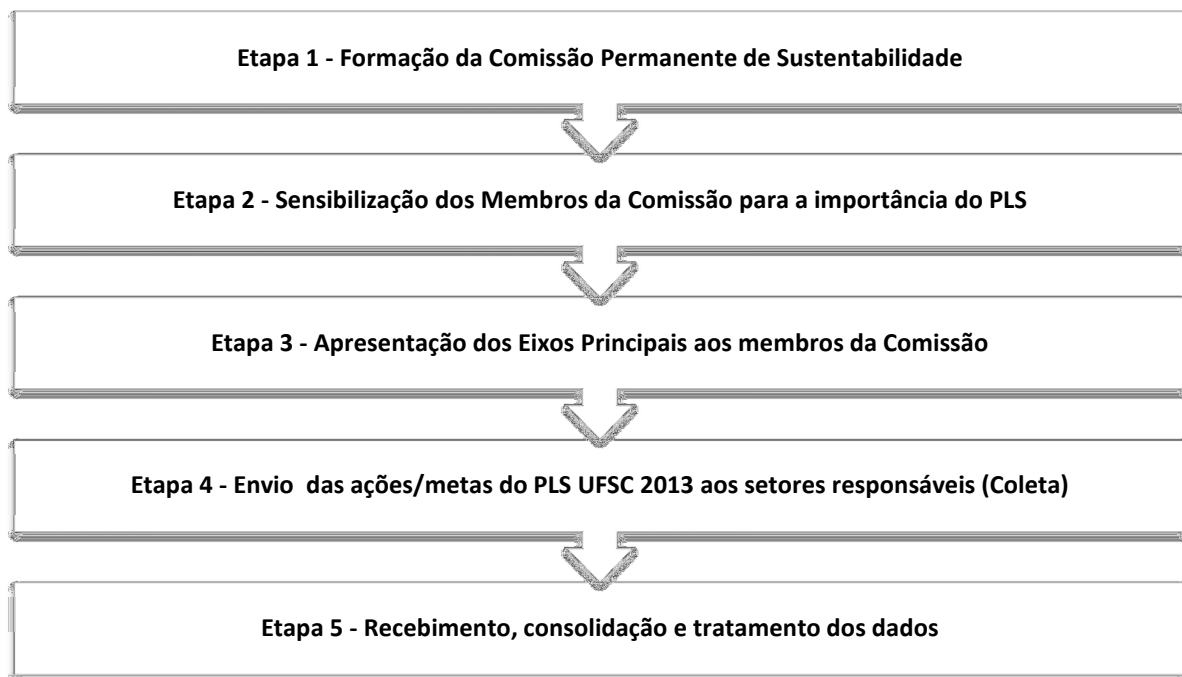 Etapa 1 - Formação da Comissão Permanente de Sustentabilidade
Etapa 2 - Sensibilização dos Membros da Comissão para a importância do PLS
Etapa 3 - Apresentação dos Eixos Principais aos membros da Comissão
Etapa 4 - Envio das ações/metas do PLS UFSC 2013 aos setores responsáveis (Coleta)
Etapa 5 - Recebimento, consolidação e tratamento dos dados